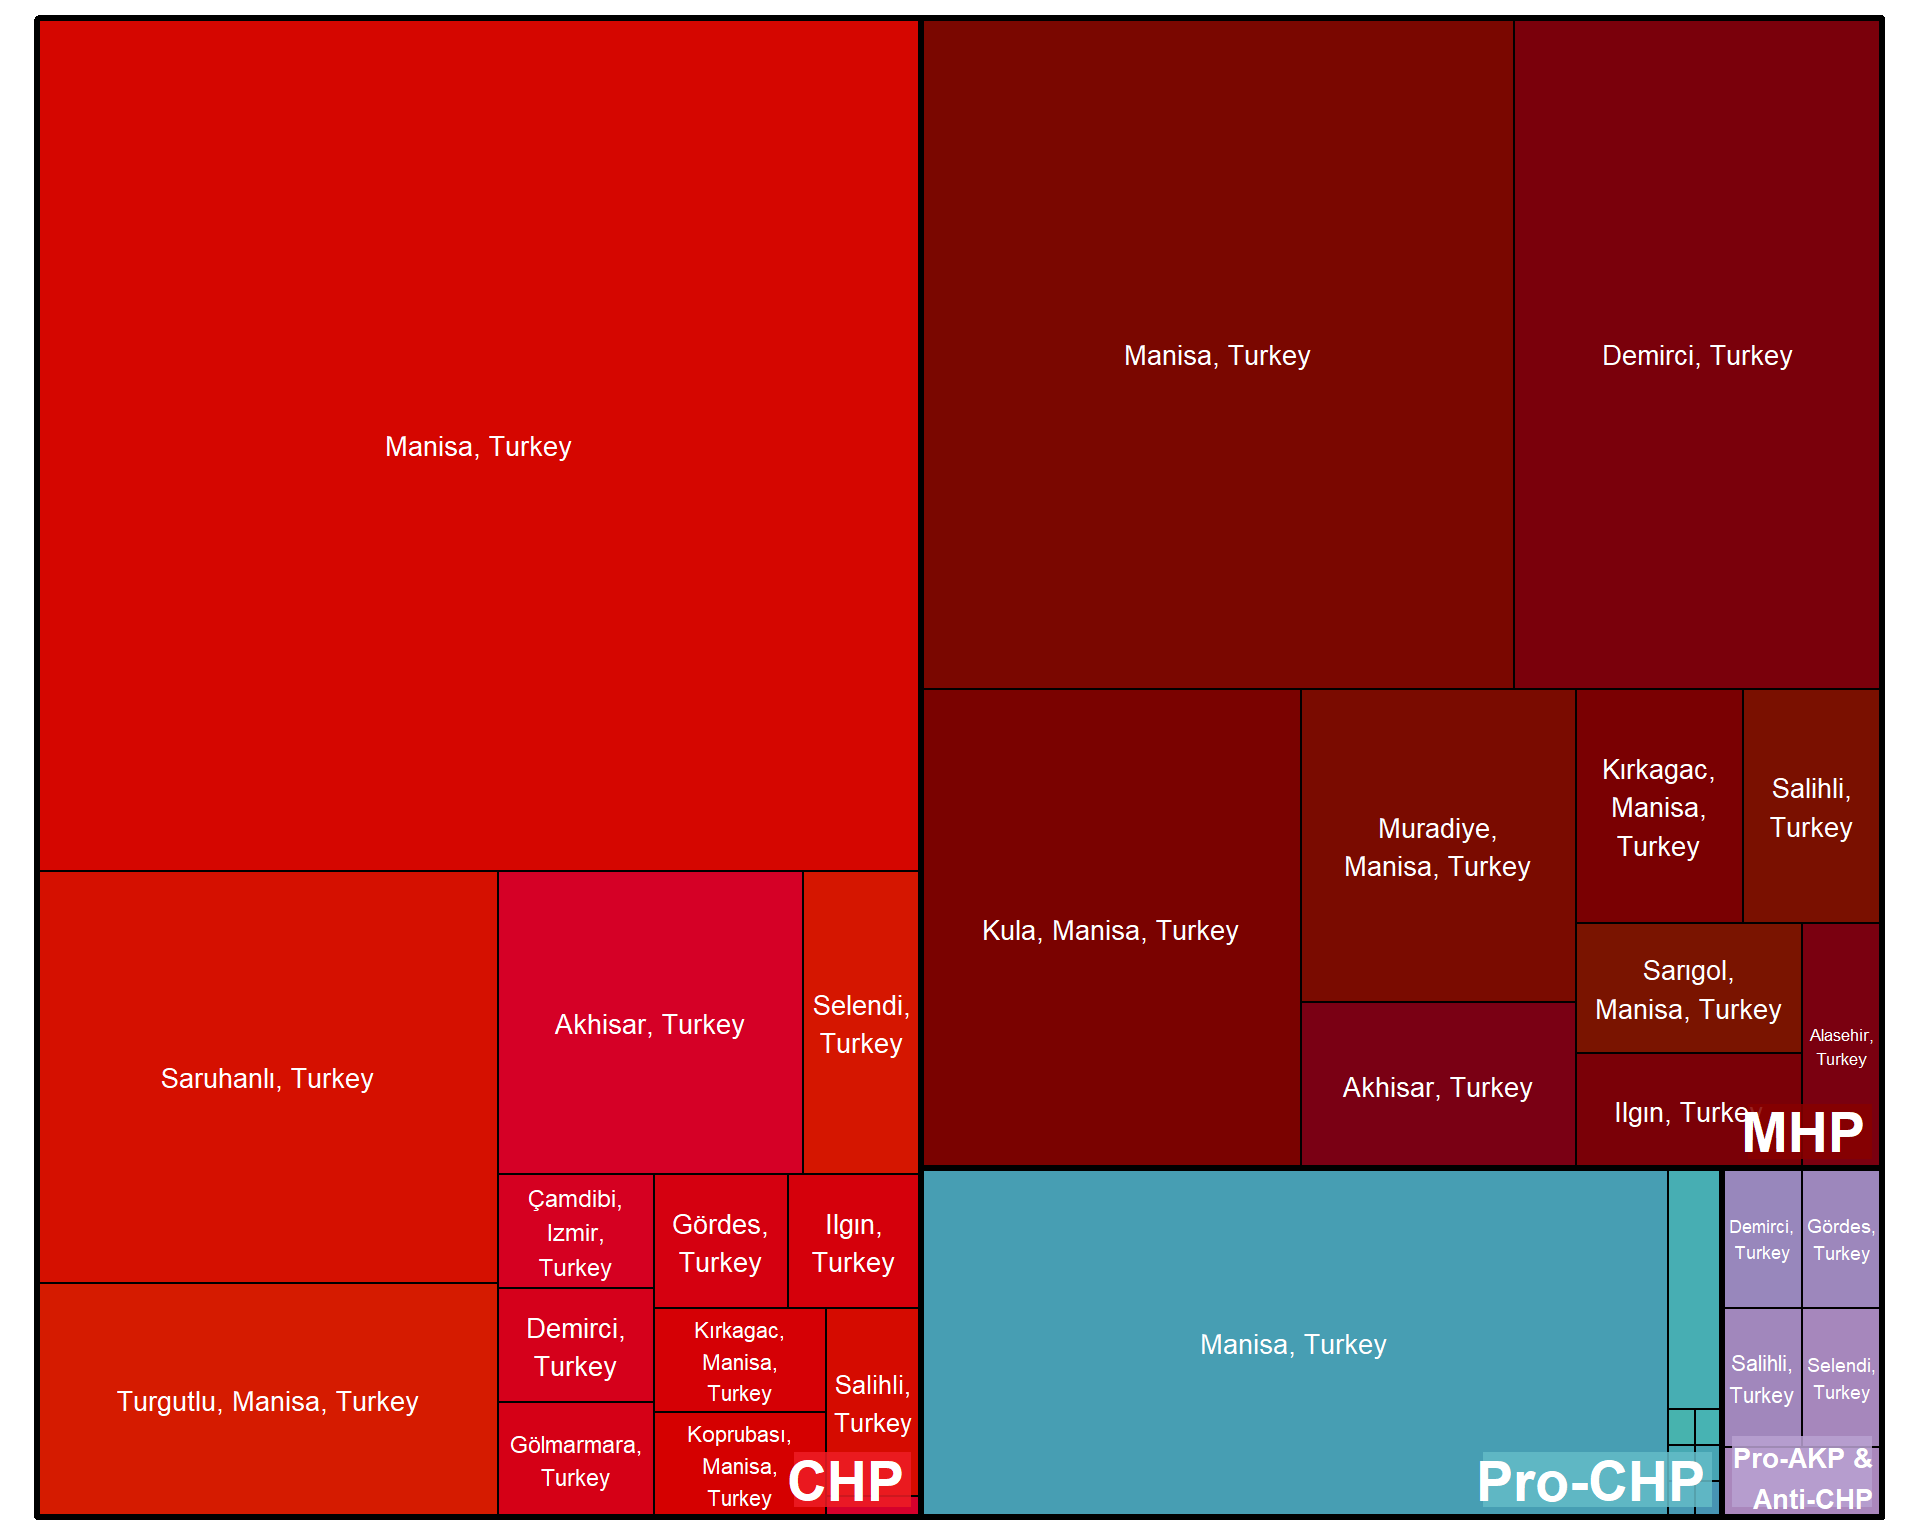 Manisa, Turkey
Saruhanlı, Turkey
Turgutlu, Manisa, Turkey
Akhisar, Turkey
Selendi,
Turkey
Çamdibi,
Izmir,
Turkey
Gördes,
Turkey
Ilgın,
Turkey
Demirci,
Turkey
Kırkagac,
Manisa,
Turkey
Salihli,
Turkey
Gölmarmara,
Turkey
Koprubası,
Manisa,
Turkey
CHP
Manisa, Turkey
Demirci, Turkey
Kula, Manisa, Turkey
Muradiye,
Manisa, Turkey
Kırkagac,
Manisa,
Turkey
Salihli,
Turkey
Akhisar, Turkey
Sarıgol,
Manisa, Turkey
Alasehir,
Turkey
Ilgın, Turkey
MHP
Manisa, Turkey
Pro-CHP
Demirci,
Turkey
Gördes,
Turkey
Salihli,
Turkey
Selendi,
Turkey
Pro-AKP &
Anti-CHP